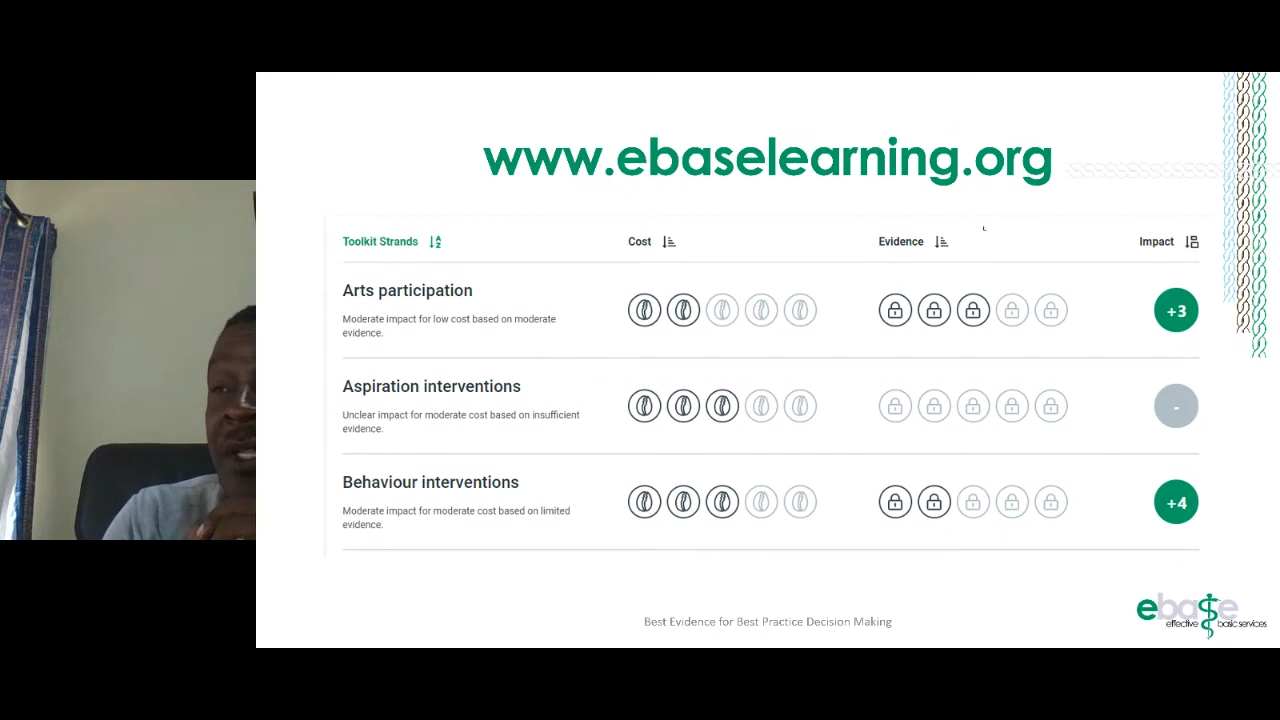 www.ebaselearning.org
Toolkit Strands
Cost
Evidence
Impact
Arts participation
Moderate impact for low cost based on moderate
evidence.
+3
Aspiration interventions
Unclear impact for moderate cost based on insufficient
evidence.
-
Behaviour interventions
Moderate impact for moderate cost based on limited
evidence.
+4
Best Evidence for Best Practice Decision Making
ebase
effective basic services